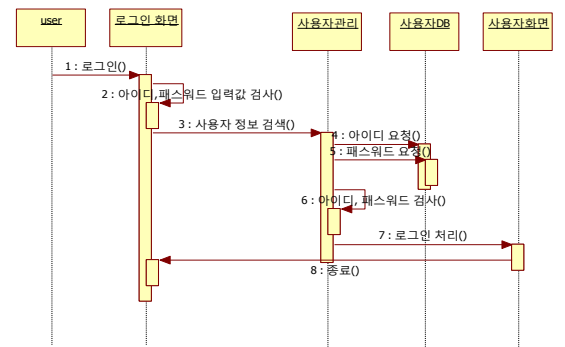 user
로그인 화면
사용자관리
사용자DB
사용자화면
1 : 로그인()
2 : 아이디,패스워드 입력값 검사()
3 : 사용자 정보 검색()
4 : 아이디 요청()
5 : 패스워드 요청()
6 : 아이디, 패스워드 검사()
7 : 로그인 처리()
8 : 종료()